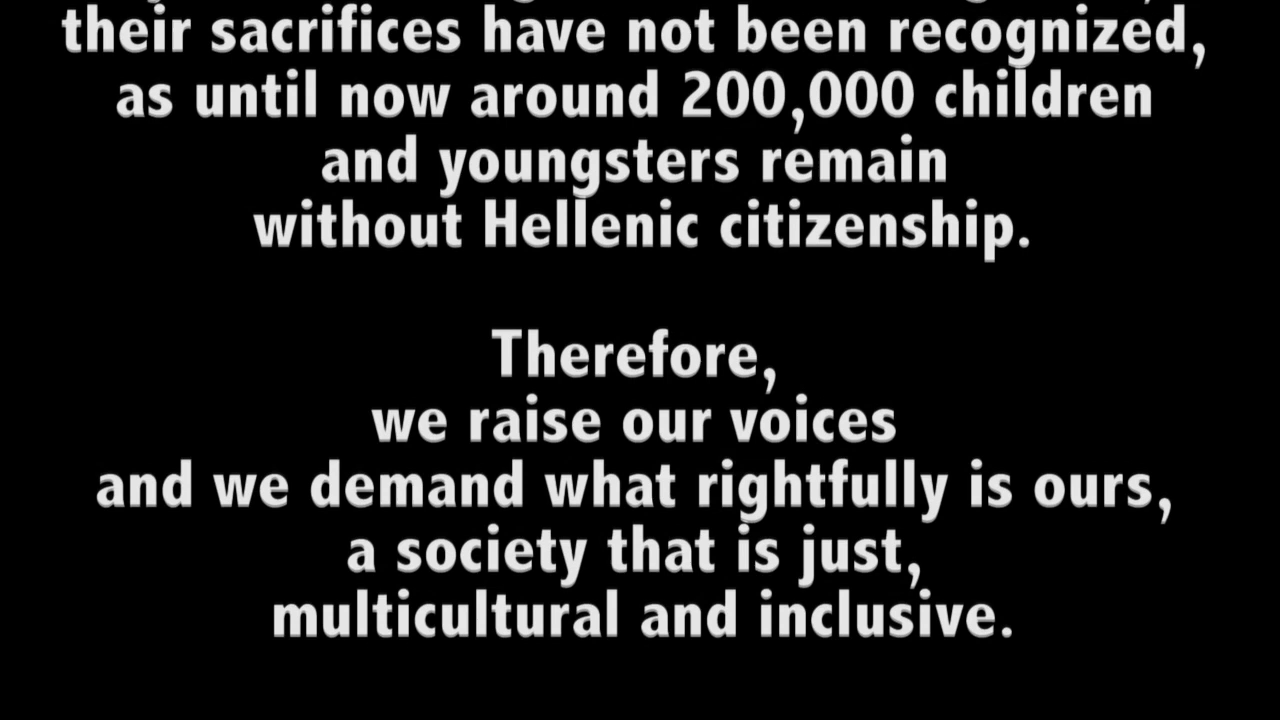 their sacrifices have not been recognized,
as until now around 200,000 children
and youngsters remain
without Hellenic citizenship.
Therefore,
we raise our voices
and we demand what rightfully is ours,
a society that is just,
multicultural and inclusive.